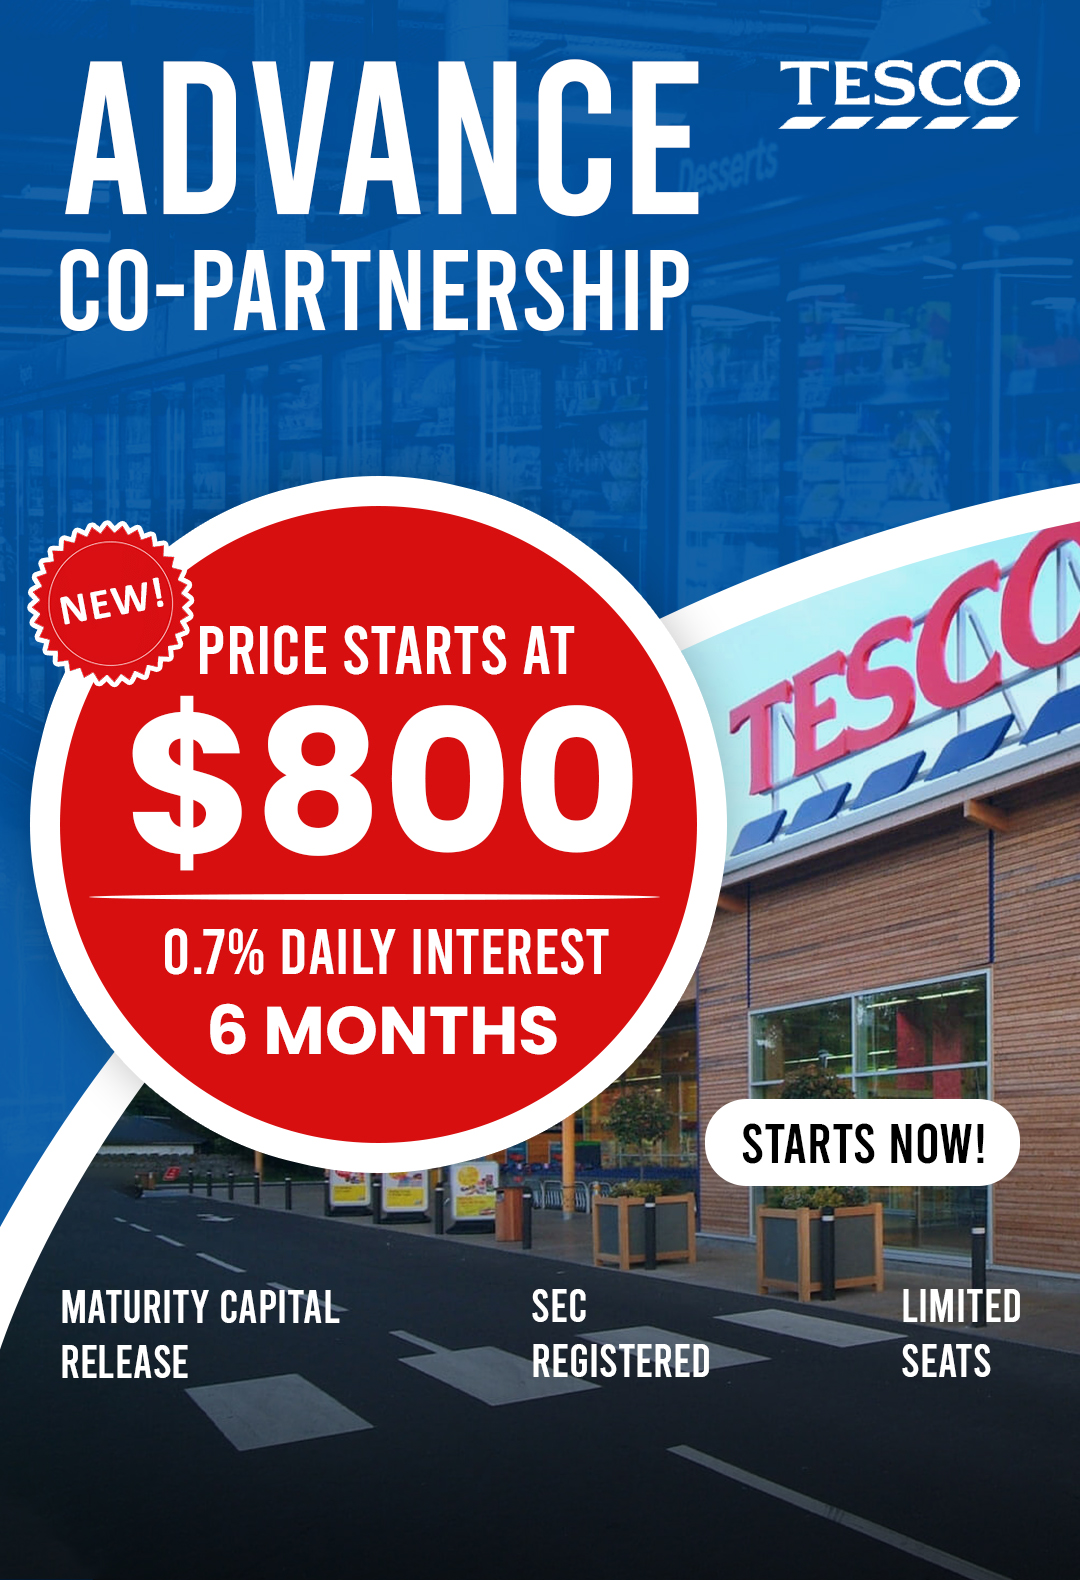 ADVANCE
TESCO
CO-PARTNERSHIP
Desserts
NEW!
PRICE STARTS AT
$800
0.7% DAILY INTEREST
6 MONTHS
TESCO
STARTS NOW!
MATURITY CAPITAL
RELEASE
SEC
REGISTERED
LIMITED
SEATS